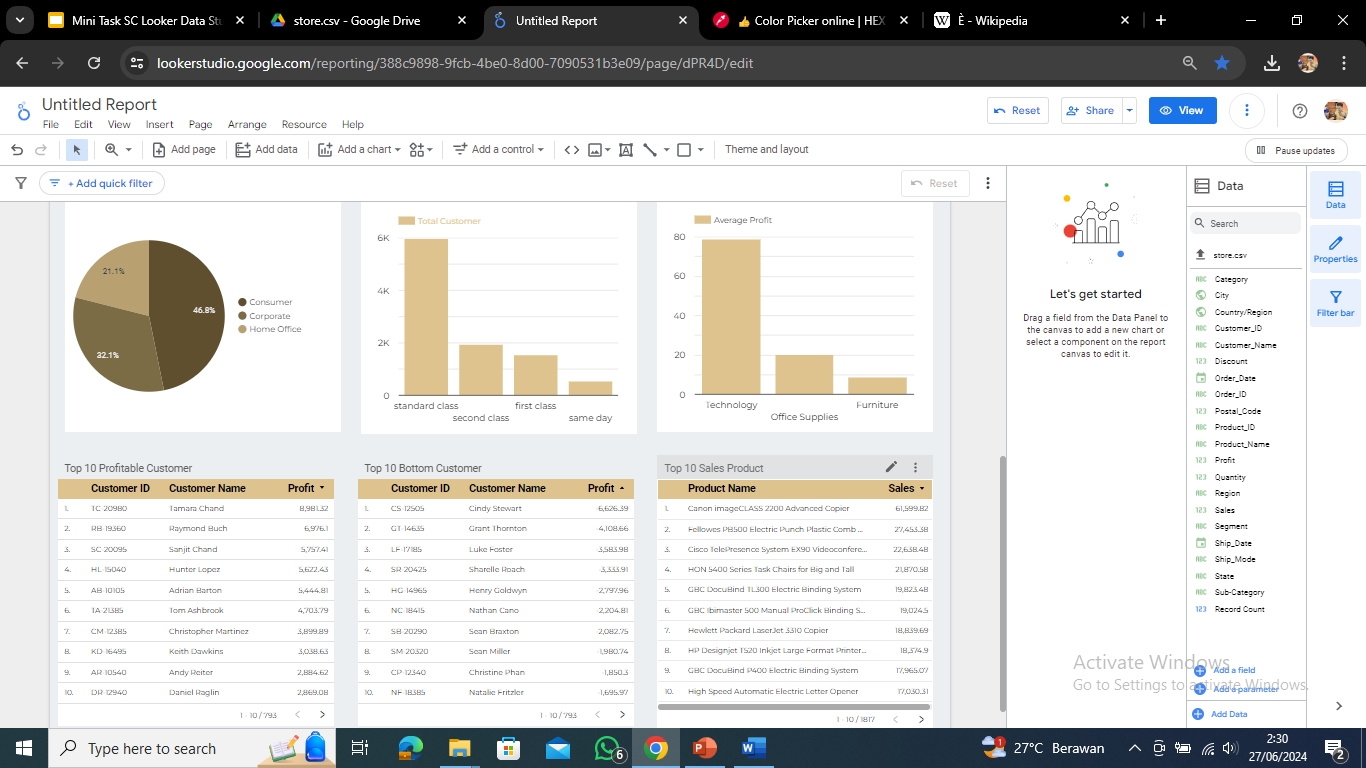 Mini Task SC Looker Data Stu
store.csv - Google Drive
Untitled Report
👍 Color Picker online | HEX
È - Wikipedia
lookerstudio.google.com/reporting/388c9898-9fcb-4be0-8d00-7090531b3e09/page/dPR4D/edit
Untitled Report
File Edit View Insert Page Arrange Resource Help
Reset
Share
View
Add page
Add data
Add a chart
Add a control
Theme and layout
Pause updates
+ Add quick filter
Reset
21.1%
46.8%
32.1%
Consumer
Corporate
Home Office
Total Customer
6K
4K
2K
0
standard class
second class
first class
same day
Average Profit
80
60
40
20
0
Technology
Office Supplies
Furniture
Top 10 Profitable Customer
Customer ID Customer Name Profit
1. TC-20980 Tamara Chand 8,981.32
2. RB-19360 Raymond Buch 6,976.1
3. SC-20095 Sanjit Chand 5,757.41
4. HL-15040 Hunter Lopez 5,622.43
5. AB-10105 Adrian Barton 5,444.81
6. TA-21385 Tom Ashbrook 4,703.79
7. CM-12385 Christopher Martinez 3,899.89
8. KD-16495 Keith Dawkins 3,038.63
9. AR-10540 Andy Reiter 2,884.62
10. DR-12940 Daniel Raglin 2,869.08
1 - 10 / 793
Top 10 Bottom Customer
Customer ID Customer Name Profit
1. CS-12505 Cindy Stewart -6,626.39
2. GT-14635 Grant Thornton -4,108.66
3. LF-17185 Luke Foster -3,583.98
4. SR-20425 Sharelle Roach -3,333.91
5. HG-14965 Henry Goldwyn -2,797.96
6. NC-18415 Nathan Cano -2,204.81
7. SB-20290 Sean Braxton -2,082.75
8. SM-20320 Sean Miller -1,980.74
9. CP-12340 Christine Phan -1,850.3
10. NF-18385 Natalie Fritzler -1,695.97
1 - 10 / 793
Top 10 Sales Product
Product Name Sales
1. Canon imageCLASS 2200 Advanced Copier 61,599.82
2. Fellowes PB500 Electric Punch Plastic Comb ... 27,453.38
3. Cisco TelePresence System EX90 Videoconfere... 22,638.48
4. HON 5400 Series Task Chairs for Big and Tall 21,870.58
5. GBC DocuBind TL300 Electric Binding System 19,823.48
6. GBC Ibimaster 500 Manual ProClick Binding S... 19,024.5
7. Hewlett Packard LaserJet 3310 Copier 18,839.69
8. HP Designjet T520 Inkjet Large Format Printer... 18,374.9
9. GBC DocuBind P400 Electric Binding System 17,965.07
10. High Speed Automatic Electric Letter Opener 17,030.31
1 - 10 / 1817
Let's get started
Drag a field from the Data Panel to
the canvas to add a new chart or
select a component on the report
canvas to edit it.
Data
Search
store.csv
ABC Category
City
Country/Region
ABC Customer_ID
ABC Customer_Name
123 Discount
Order_Date
ABC Order_ID
123 Postal_Code
ABC Product_ID
ABC Product_Name
123 Profit
123 Quantity
ABC Region
123 Sales
ABC Segment
Ship_Date
ABC Ship_Mode
ABC State
ABC Sub-Category
123 Record Count
Add a field
Add a parameter
Add Data
Data
Properties
Filter bar
Activate Windows
Go to Settings to activate Windows.
Type here to search
6
1
27°C Berawan
2:30
27/06/2024
2